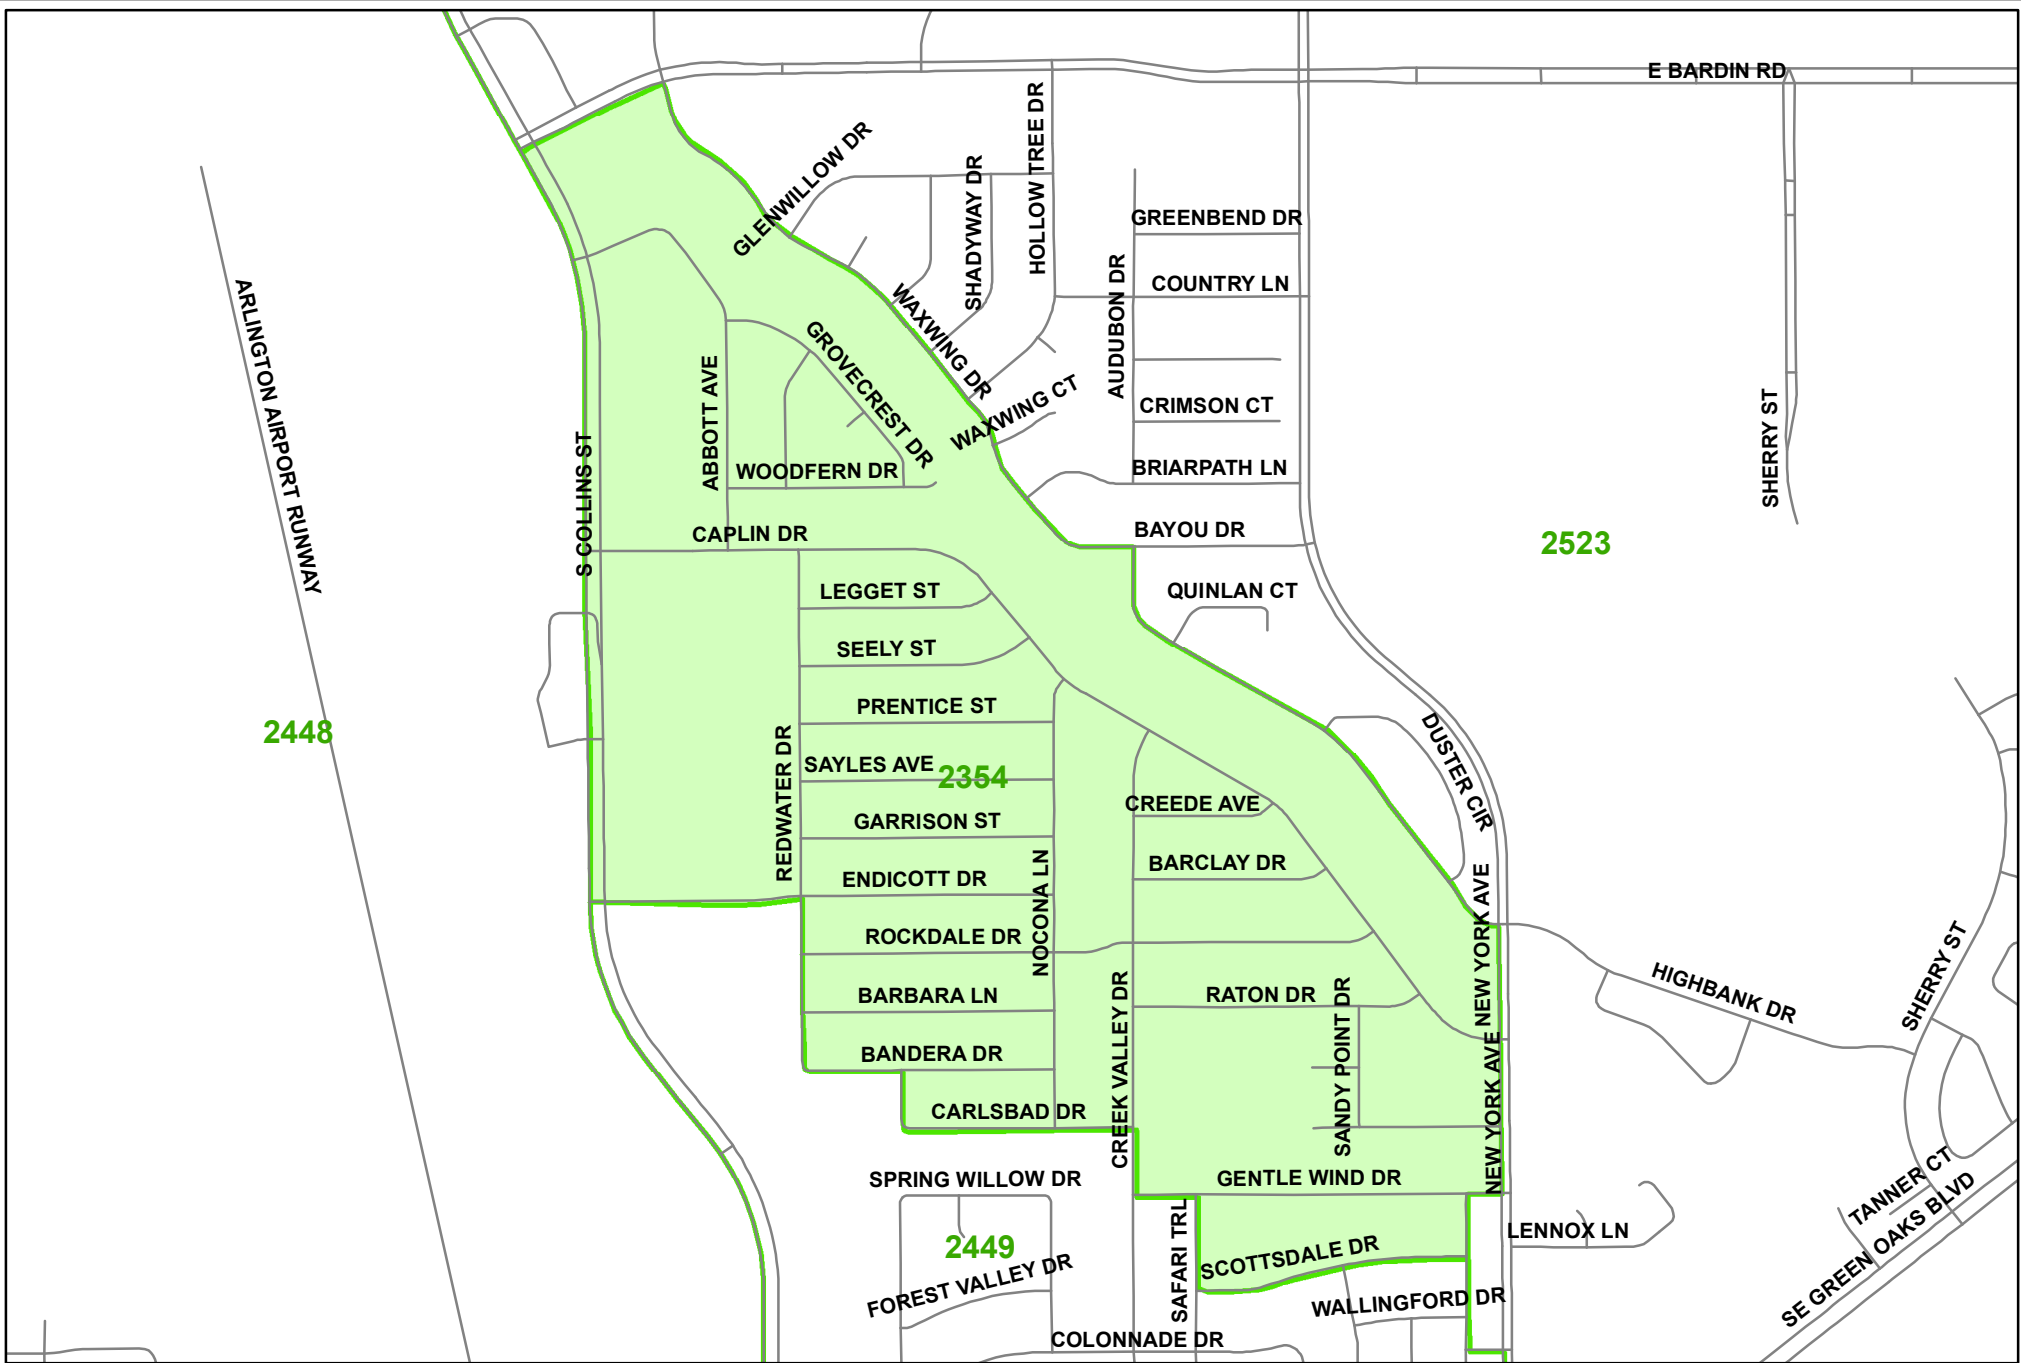 E BARDIN RD
GLENWILLOW DR
HOLLOW TREE DR
SHADYWAY DR
GREENBEND DR
COUNTRY LN
AUDUBON DR
ARLINGTON AIRPORT RUNWAY
WAXWING DR
GROVECREST DR
WAXWING CT
ABBOTT AVE
CRIMSON CT
SHERRY ST
S COLLINS ST
WOODFERN DR
BRIARPATH LN
CAPLIN DR
BAYOU DR
2523
LEGGET ST
QUINLAN CT
SEELY ST
PRENTICE ST
2448
REDWATER DR
SAYLES AVE
2354
DUSTER CIR
CREEDE AVE
GARRISON ST
BARCLAY DR
ENDICOTT DR
NOCONA LN
NEW YORK AVE
ROCKDALE DR
HIGHBANK DR
SHERRY ST
BARBARA LN
RATON DR
SANDY POINT DR
CREEK VALLEY DR
BANDERA DR
NEW YORK AVE
CARLSBAD DR
SPRING WILLOW DR
GENTLE WIND DR
TANNER CT
2449
SAFARI TRL
LENNOX LN
SCOTTSDALE DR
SE GREEN OAKS BLVD
FOREST VALLEY DR
WALLINGFORD DR
COLONNADE DR